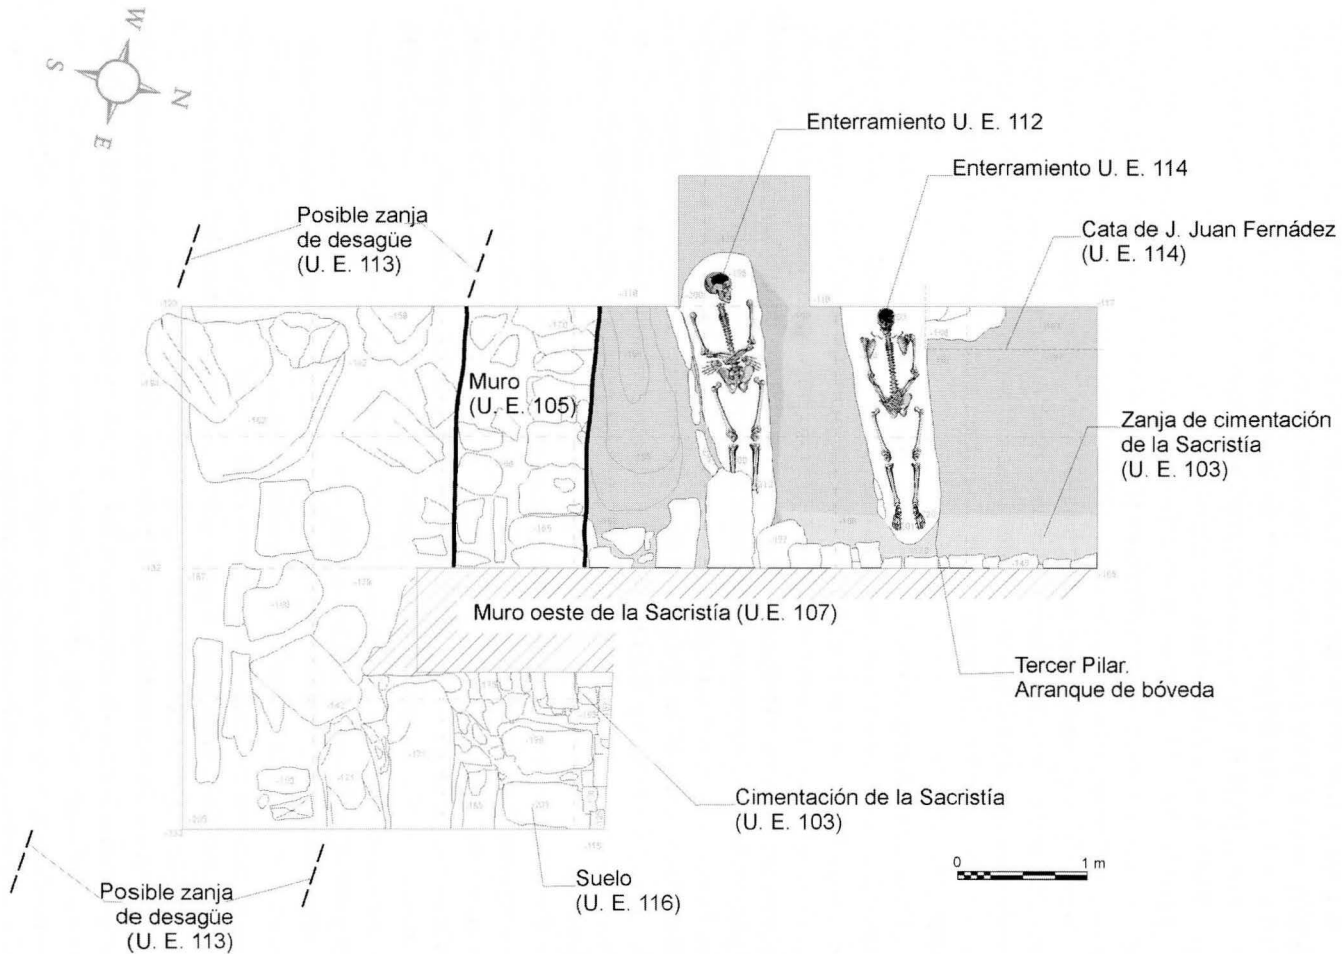 W
S
N
E
Enterramiento U. E. 112
Enterramiento U. E. 114
Posible zanja
de desagüe
(U. E. 113)
Cata de J. Juan Fernádez
(U. E. 114)
Muro
(U. E. 105)
Zanja de cimentación
de la Sacristía
(U. E. 103)
Muro oeste de la Sacristía (U.E. 107)
Tercer Pilar.
Arranque de bóveda
Cimentación de la Sacristía
(U. E. 103)
0 1 m
Suelo
(U. E. 116)
Posible zanja
de desagüe
(U. E. 113)